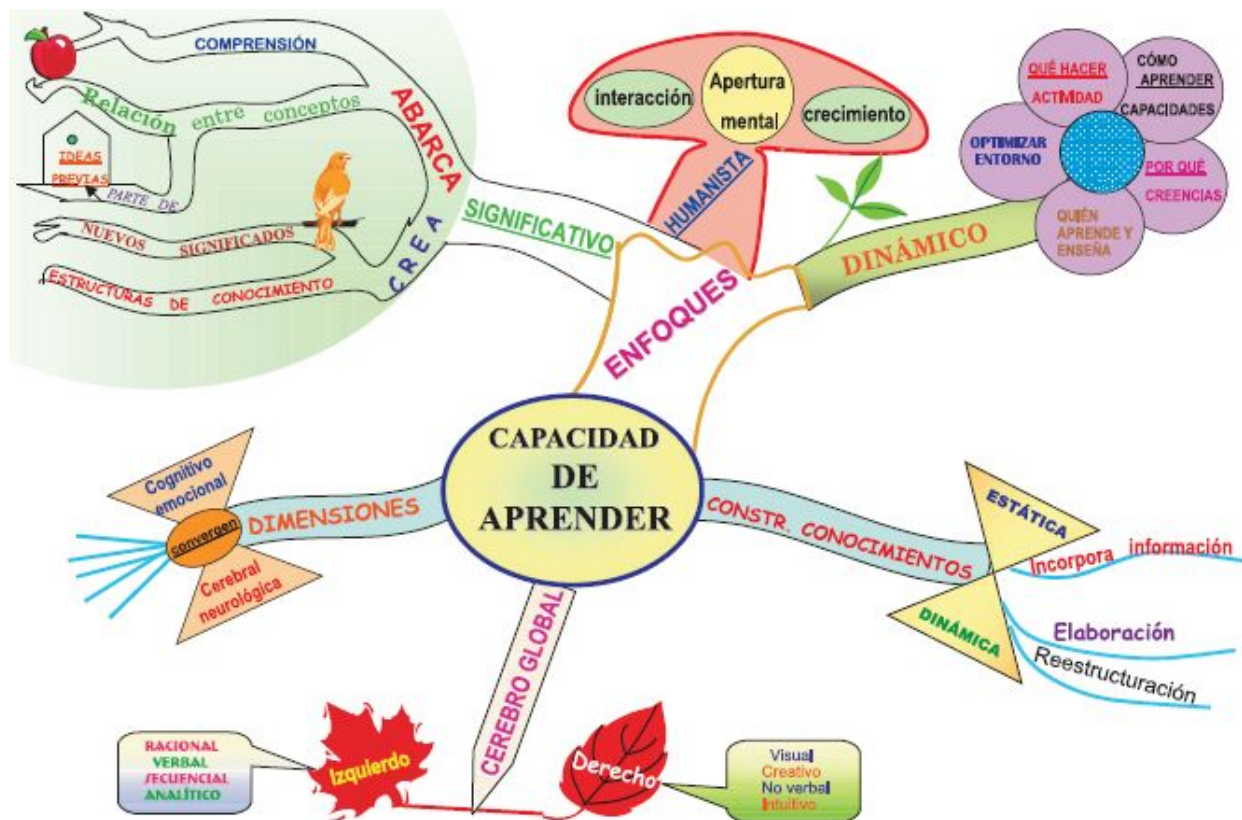 COMPRENSIÓN
Relación entre conceptos
IDEAS
PREVIAS
PARTE DE
NUEVOS SIGNIFICADOS
ESTRUCTURAS DE CONOCIMIENTO
ABARCA
CREA
SIGNIFICATIVO
interacción
Apertura
mental
crecimiento
HUMANISTA
ENFOQUES
DINÁMICO
QUÉ HACER
ACTIVIDAD
CÓMO
APRENDER
CAPACIDADES
OPTIMIZAR
ENTORNO
POR QUÉ
CREENCIAS
QUIÉN
APRENDE Y
ENSEÑA
CAPACIDAD
DE
APRENDER
DIMENSIONES
Cognitivo
emocional
convergen
Cerebral
neurológica
CONSTR. CONOCIMIENTOS
ESTÁTICA
Incorpora información
DINÁMICA
Elaboración
Reestructuración
CEREBRO GLOBAL
Izquierdo
RACIONAL
VERBAL
SECUENCIAL
ANALÍTICO
Derecho
Visual
Creativo
No verbal
Intuitivo